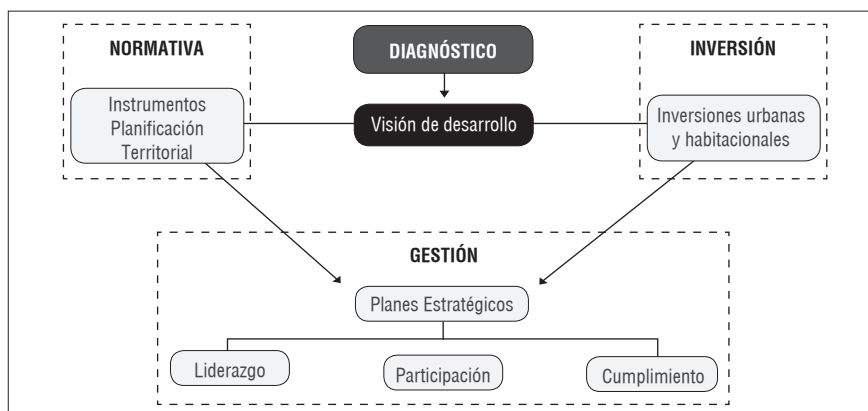 NORMATIVA
Instrumentos
Planificación
Territorial
DIAGNÓSTICO
Visión de desarrollo
INVERSIÓN
Inversiones urbanas
y habitacionales
GESTIÓN
Planes Estratégicos
Liderazgo
Participación
Cumplimiento